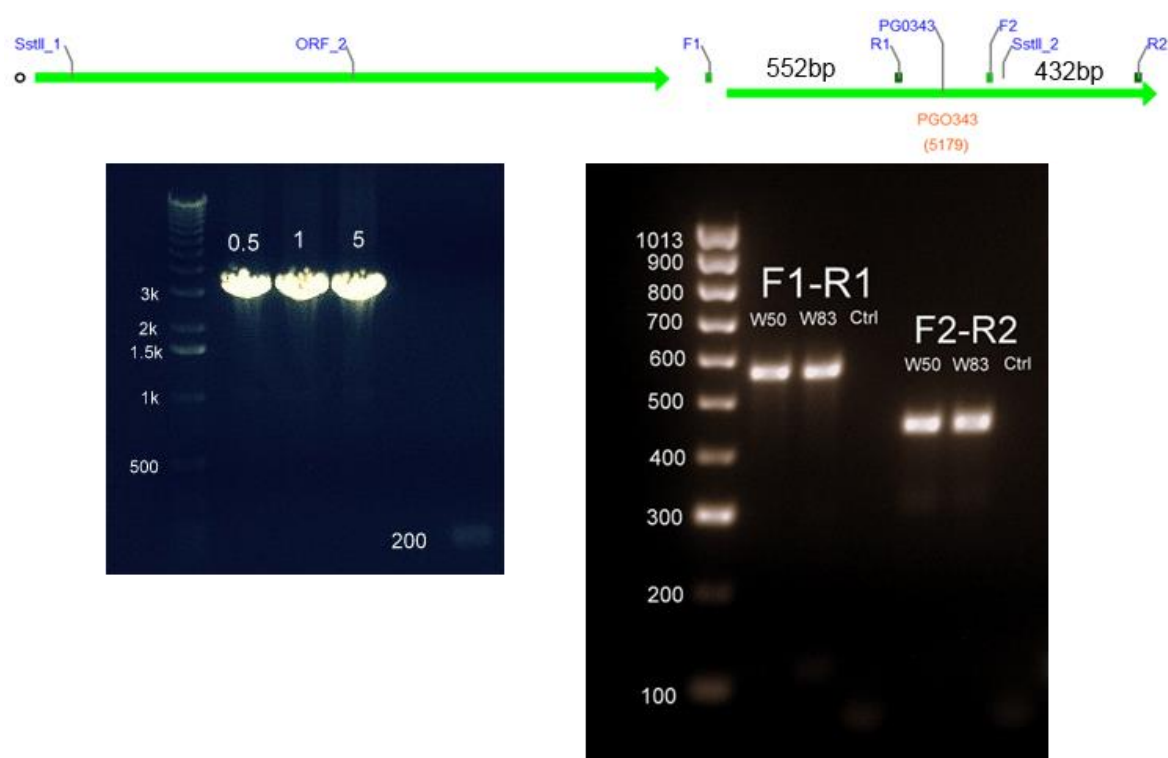 SstII_1
ORF_2
F1
PG0343
F2
R1
SstII_2
R2
552bp
432bp
PGO343
(5179)
0.5 1 5
3k
2k
1.5k
1k
500
200
1013
900
800
700
600
500
400
300
200
100
F1-R1
W50 W83 Ctrl
F2-R2
W50 W83 Ctrl